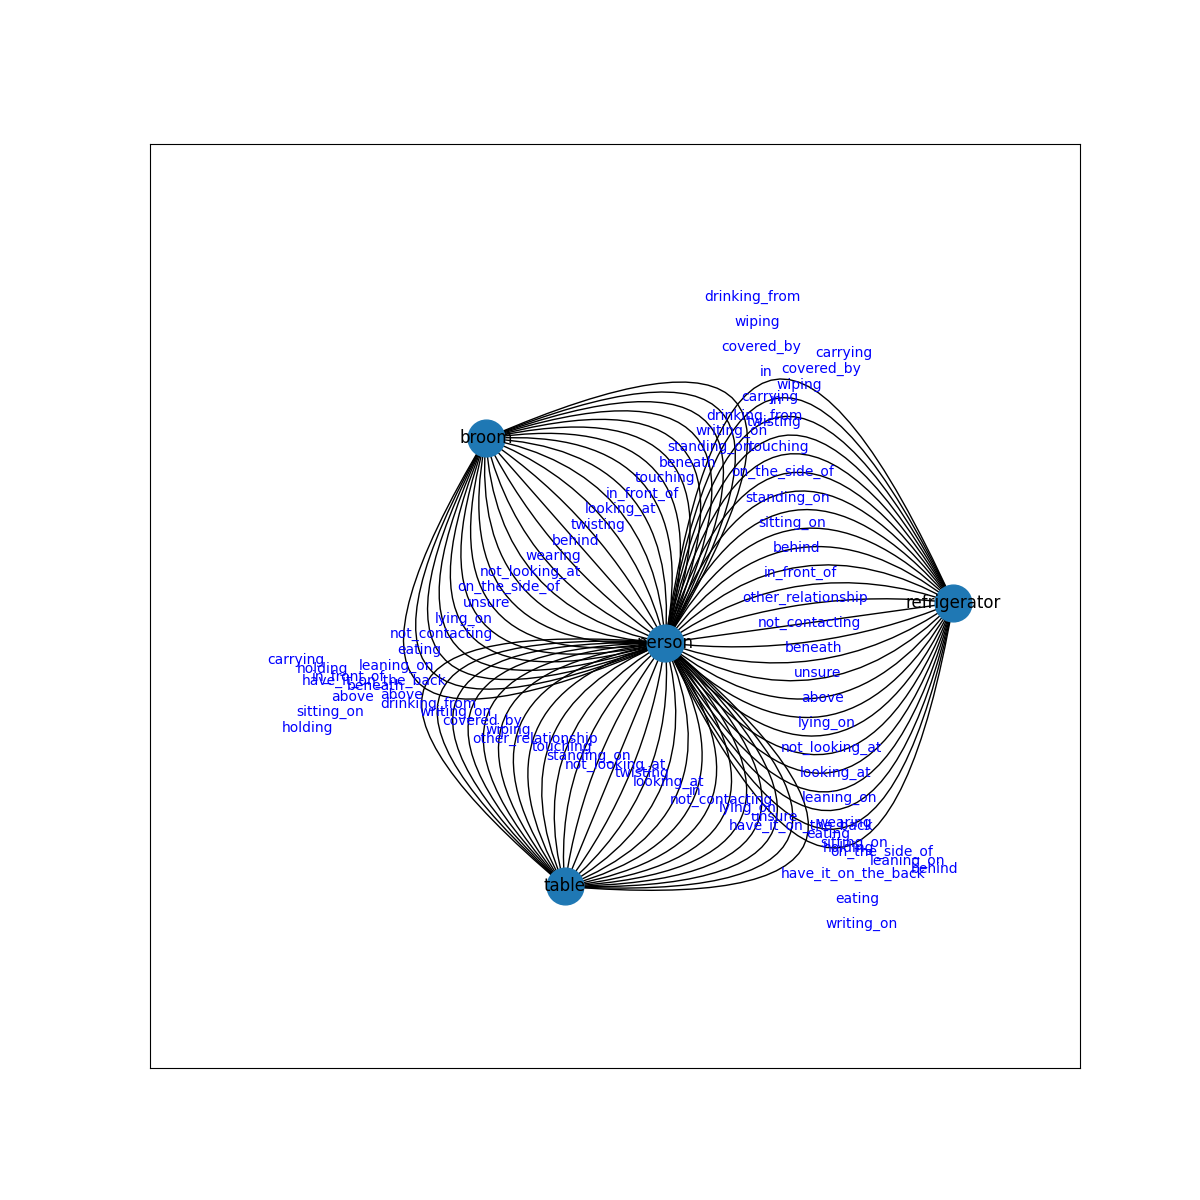 drinking_from
wiping
covered_by
carrying
in
covered_by
wiping
carrying
in
drinking_from
twisting
writing_on
broom
standing_on
touching
beneath
on_the_side_of
touching
in_front_of
standing_on
looking_at
sitting_on
twisting
behind
behind
wearing
not_looking_at
in_front_of
on_the_side_of
other_relationship
unsure
refrigerator
lying_on
not_contacting
not_contacting
person
eating
beneath
carrying
leaning_on
holding
unsure
in_front_of
have_it_on_the_back
beneath
above
above
above
drinking_from
sitting_on
writing_on
covered_by
lying_on
holding
wiping
other_relationship
touching
not_looking_at
standing_on
not_looking_at
twisting
looking_at
looking_at
in
not_contacting
leaning_on
lying_on
unsure
have_it_on_the_back
wearing
eating
sitting_on
holding
on_the_side_of
leaning_on
behind
have_it_on_the_back
table
eating
writing_on